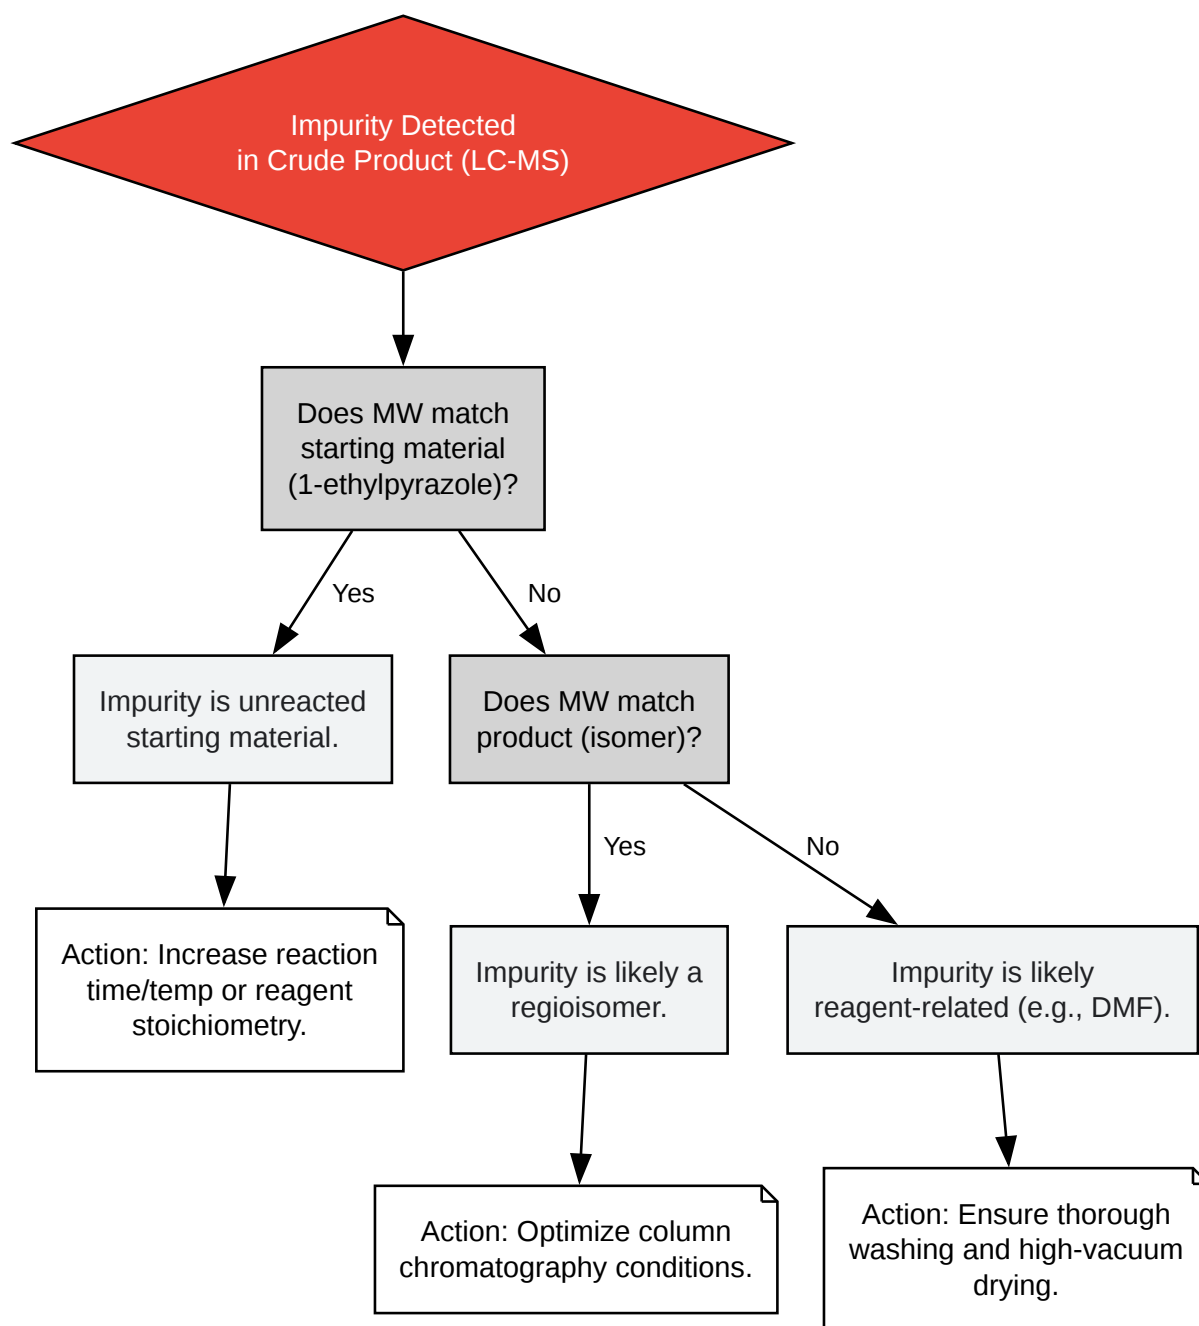 Impurity Detected
in Crude Product (LC-MS)
Does MW match
starting material
(1-ethylpyrazole)?
Yes
No
Impurity is unreacted
starting material.
Does MW match
product (isomer)?
Yes
No
Action: Increase reaction
time/temp or reagent
stoichiometry.
Impurity is likely a
regioisomer.
Impurity is likely
reagent-related (e.g., DMF).
Action: Optimize column
chromatography conditions.
Action: Ensure thorough
washing and high-vacuum
drying.